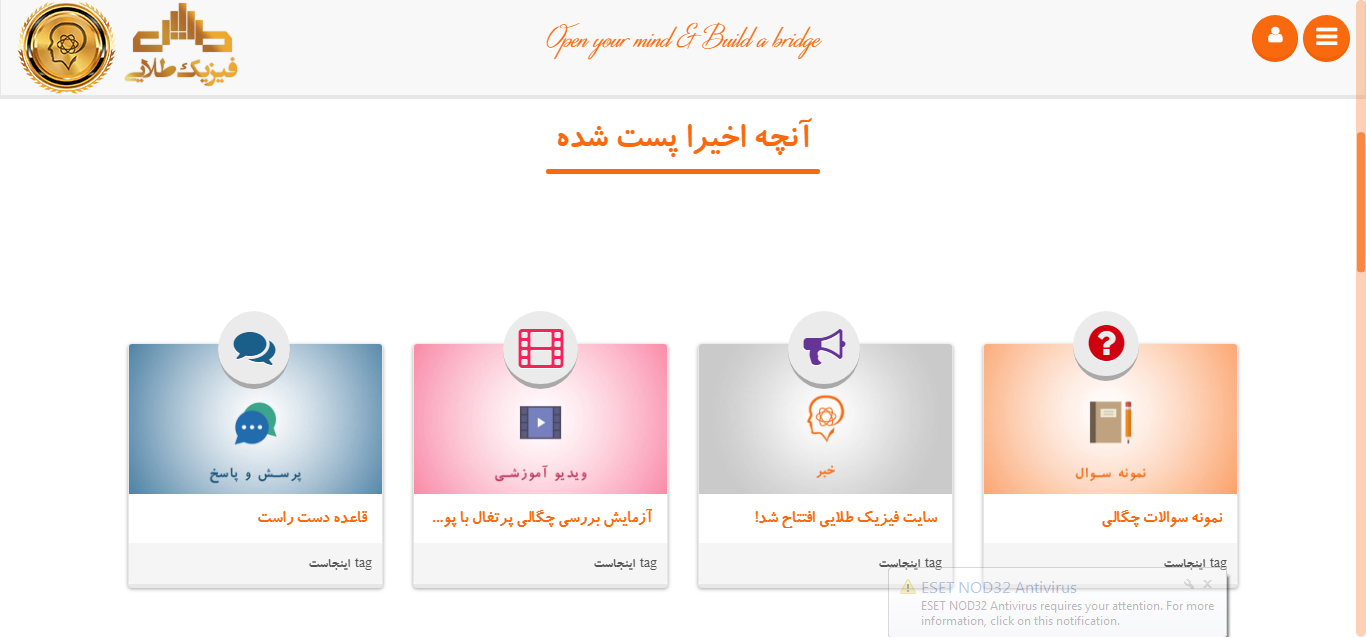 طلایی
فیزیک طلایی
Open your mind & Build a bridge
آنچه اخیرا پست شده
نمونه سوال
نمونه سوالات چگالی
tag اینجاست
خبر
سایت فیزیک طلایی افتتاح شد!
tag اینجاست
ویدیو آموزشی
آزمایش بررسی چگالی پرتغال با پو...
tag اینجاست
پرسش و پاسخ
قاعده دست راست
tag اینجاست
ESET NOD32 Antivirus
ESET NOD32 Antivirus requires your attention. For more
information, click on this notification.